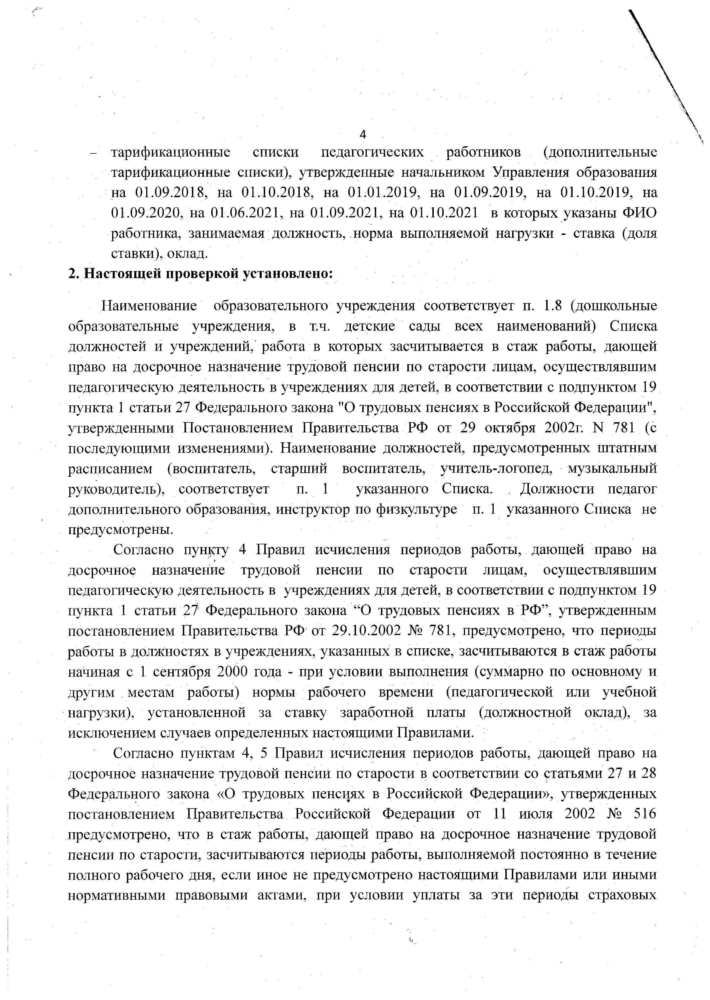 4
– тарификационные списки педагогических работников (дополнительные
тарификационные списки), утвержденные начальником Управления образования
на 01.09.2018, на 01.10.2018, на 01.01.2019, на 01.09.2019, на 01.10.2019, на
01.09.2020, на 01.06.2021, на 01.09.2021, на 01.10.2021 в которых указаны ФИО
работника, занимаемая должность, норма выполняемой нагрузки - ставка (доля
ставки), оклад.
2. Настоящей проверкой установлено:
Наименование образовательного учреждения соответствует п. 1.8 (дошкольные
образовательные учреждения, в т.ч. детские сады всех наименований) Списка
должностей и учреждений, работа в которых засчитывается в стаж работы, дающей
право на досрочное назначение трудовой пенсии по старости лицам, осуществлявшим
педагогическую деятельность в учреждениях для детей, в соответствии с подпунктом 19
пункта 1 статьи 27 Федерального закона "О трудовых пенсиях в Российской Федерации",
утвержденными Постановлением Правительства РФ от 29 октября 2002г. N 781 (с
последующими изменениями). Наименование должностей, предусмотренных штатным
расписанием (воспитатель, старший воспитатель, учитель-логопед, музыкальный
руководитель), соответствует п. 1 указанного Списка. Должности педагог
дополнительного образования, инструктор по физкультуре п. 1 указанного Списка не
предусмотрены.
Согласно пункту 4 Правил исчисления периодов работы, дающей право на
досрочное назначение трудовой пенсии по старости лицам, осуществлявшим
педагогическую деятельность в учреждениях для детей, в соответствии с подпунктом 19
пункта 1 статьи 27 Федерального закона “О трудовых пенсиях в РФ”, утвержденным
постановлением Правительства РФ от 29.10.2002 № 781, предусмотрено, что периоды
работы в должностях в учреждениях, указанных в списке, засчитываются в стаж работы
начиная с 1 сентября 2000 года - при условии выполнения (суммарно по основному и
другим местам работы) нормы рабочего времени (педагогической или учебной
нагрузки), установленной за ставку заработной платы (должностной оклад), за
исключением случаев определенных настоящими Правилами.
Согласно пунктам 4, 5 Правил исчисления периодов работы, дающей право на
досрочное назначение трудовой пенсии по старости в соответствии со статьями 27 и 28
Федерального закона «О трудовых пенсиях в Российской Федерации», утвержденных
постановлением Правительства Российской Федерации от 11 июля 2002 № 516
предусмотрено, что в стаж работы, дающей право на досрочное назначение трудовой
пенсии по старости, засчитываются периоды работы, выполняемой постоянно в течение
полного рабочего дня, если иное не предусмотрено настоящими Правилами или иными
нормативными правовыми актами, при условии уплаты за эти периоды страховых